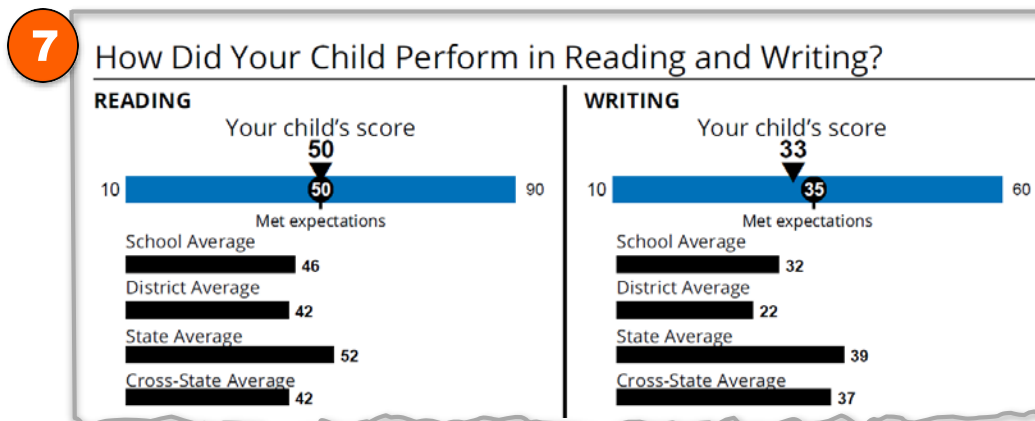 7
How Did Your Child Perform in Reading and Writing?
READING
Your child's score
50
10
50
90
Met expectations
School Average
46
District Average
42
State Average
52
Cross-State Average
42
WRITING
Your child's score
33
10
35
60
Met expectations
School Average
32
District Average
22
State Average
39
Cross-State Average
37